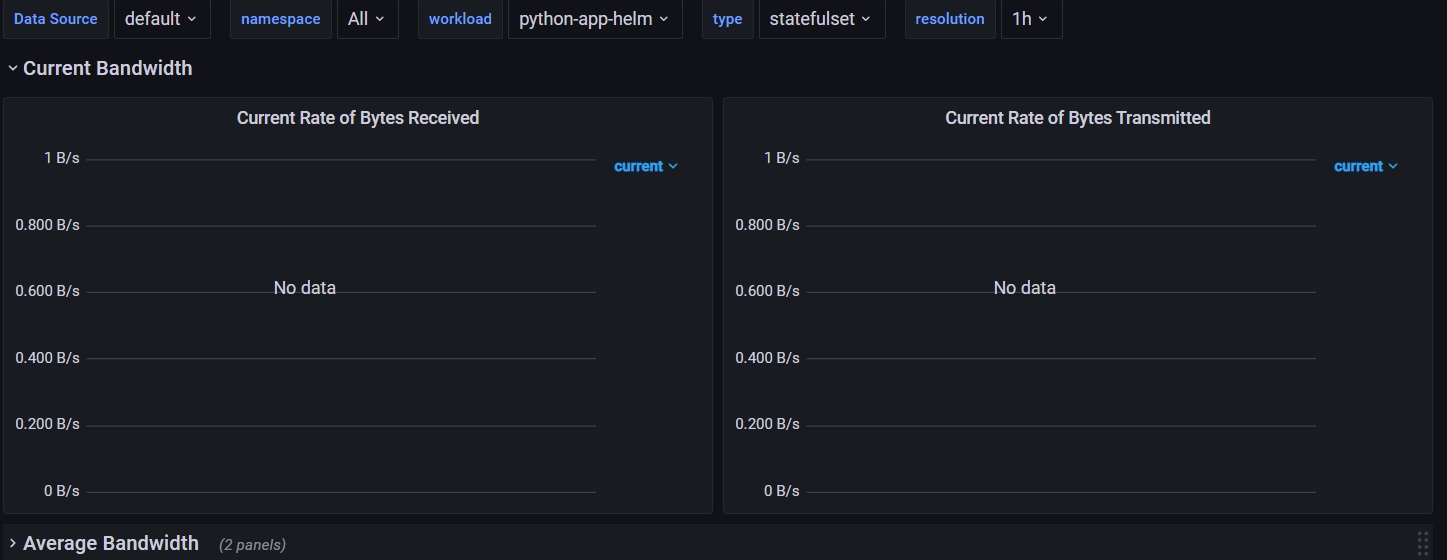 Data Source default namespace All workload python-app-helm type statefulset resolution 1h
Current Bandwidth
Current Rate of Bytes Received
1 B/s
current
0.800 B/s
0.600 B/s
No data
0.400 B/s
0.200 B/s
0 B/s
Current Rate of Bytes Transmitted
1 B/s
current
0.800 B/s
0.600 B/s
No data
0.400 B/s
0.200 B/s
0 B/s
Average Bandwidth (2 panels)